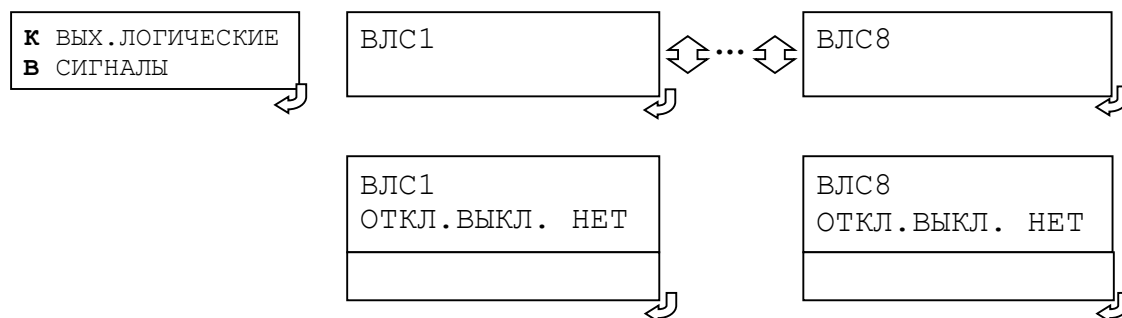 К ВЫХ.ЛОГИЧЕСКИЕ
В СИГНАЛЫ
ВЛС1
...
ВЛС8
ВЛС1
ОТКЛ.ВЫКЛ. НЕТ
ВЛС8
ОТКЛ.ВЫКЛ. НЕТ